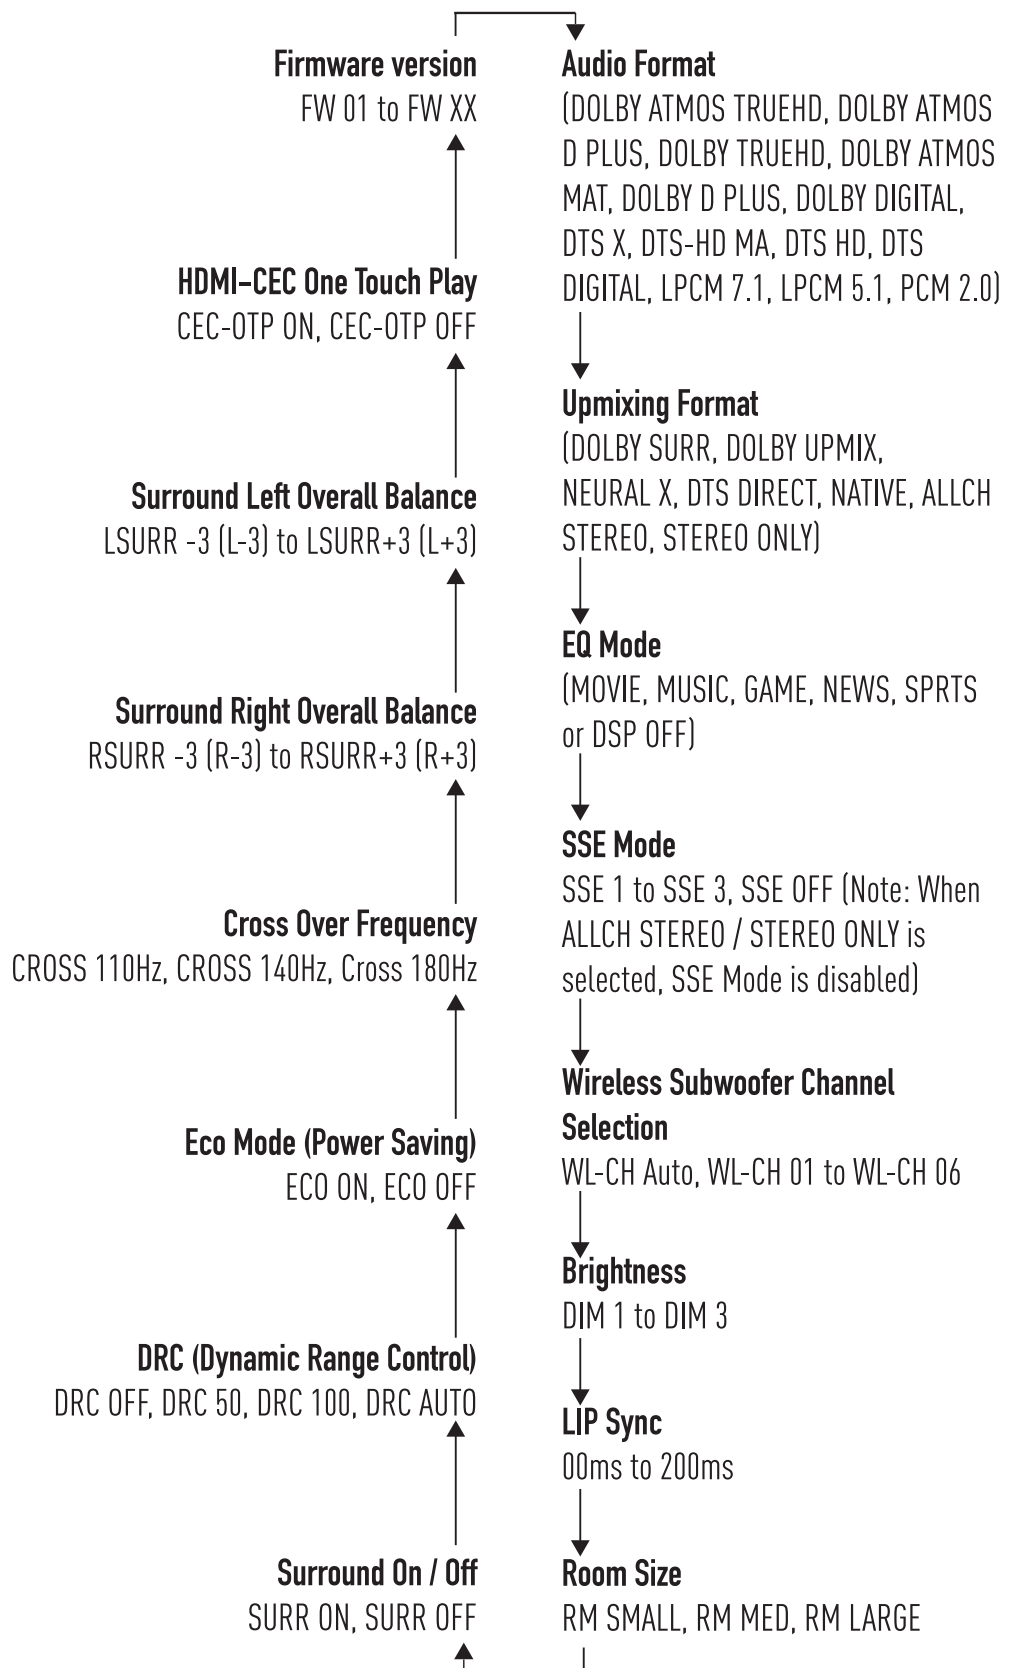 Firmware version
FW 01 to FW XX
HDMI-CEC One Touch Play
CEC-OTP ON, CEC-OTP OFF
Surround Left Overall Balance
LSURR -3 (L-3) to LSURR+3 (L+3)
Surround Right Overall Balance
RSURR -3 (R-3) to RSURR+3 (R+3)
Cross Over Frequency
CROSS 110Hz, CROSS 140Hz, Cross 180Hz
Eco Mode (Power Saving)
ECO ON, ECO OFF
DRC (Dynamic Range Control)
DRC OFF, DRC 50, DRC 100, DRC AUTO
Surround On / Off
SURR ON, SURR OFF
Audio Format
(DOLBY ATMOS TRUEHD, DOLBY ATMOS
D PLUS, DOLBY TRUEHD, DOLBY ATMOS
MAT, DOLBY D PLUS, DOLBY DIGITAL,
DTS X, DTS-HD MA, DTS HD, DTS
DIGITAL, LPCM 7.1, LPCM 5.1, PCM 2.0)
Upmixing Format
(DOLBY SURR, DOLBY UPMIX,
NEURAL X, DTS DIRECT, NATIVE, ALLCH
STEREO, STEREO ONLY)
EQ Mode
(MOVIE, MUSIC, GAME, NEWS, SPRTS
or DSP OFF)
SSE Mode
SSE 1 to SSE 3, SSE OFF (Note: When
ALLCH STEREO / STEREO ONLY is
selected, SSE Mode is disabled)
Wireless Subwoofer Channel
Selection
WL-CH Auto, WL-CH 01 to WL-CH 06
Brightness
DIM 1 to DIM 3
LIP Sync
00ms to 200ms
Room Size
RM SMALL, RM MED, RM LARGE